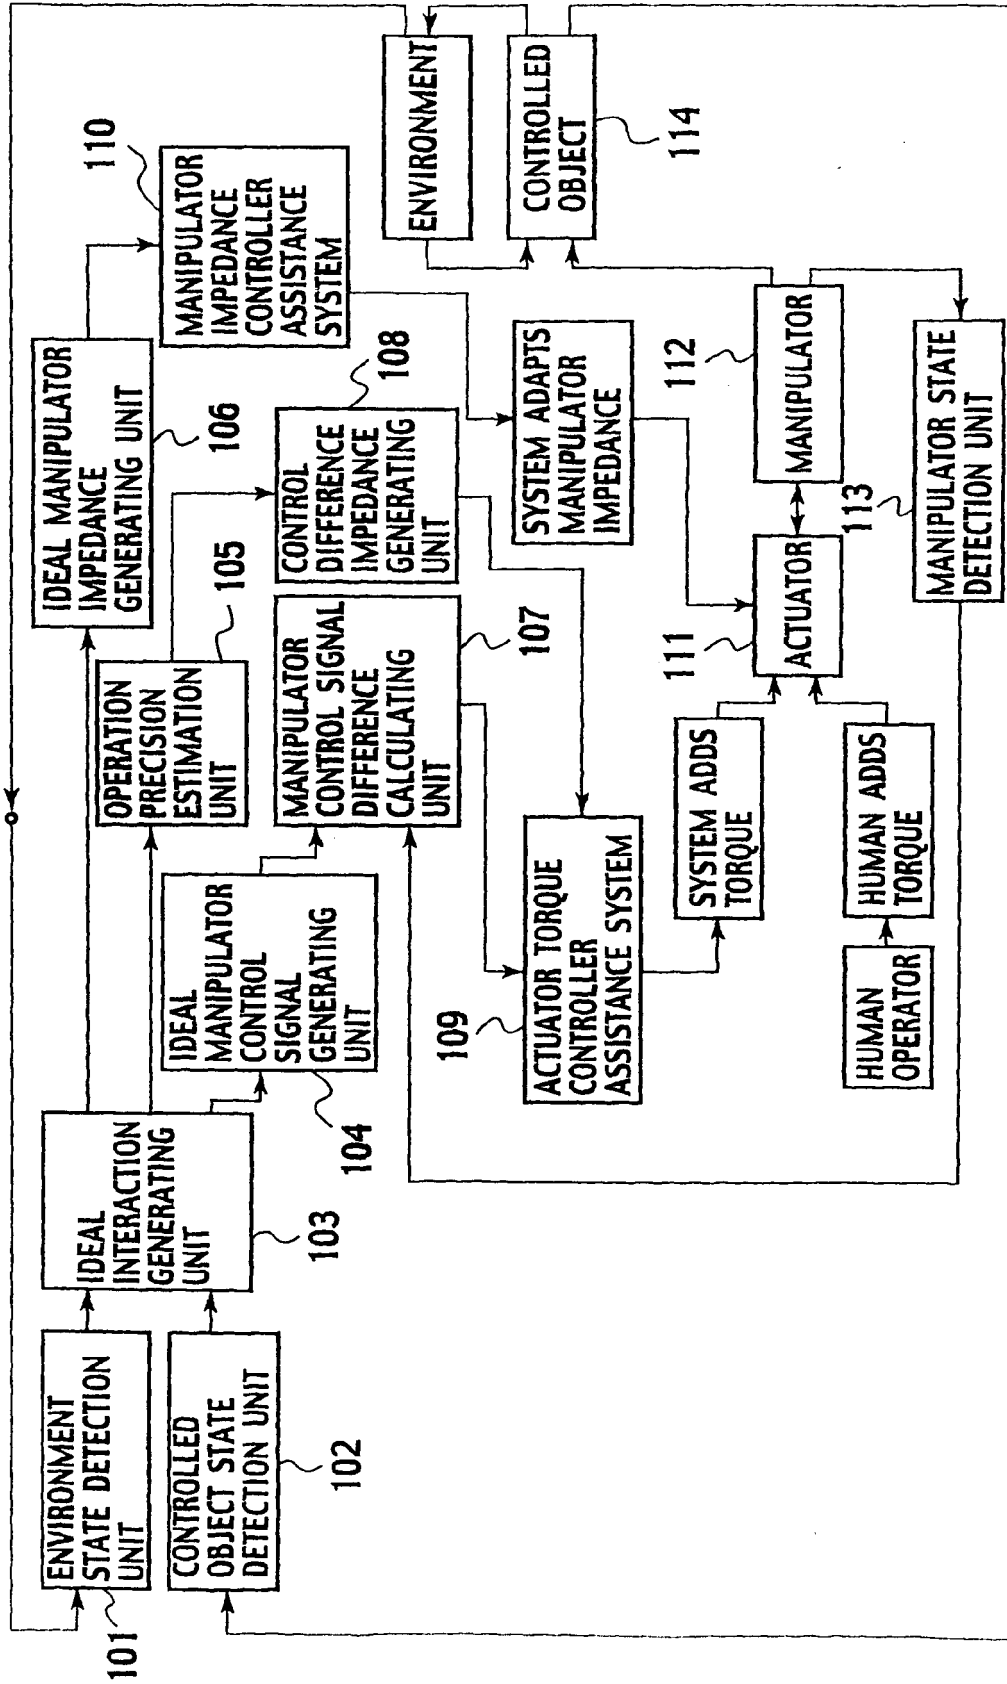 ENVIRONMENT
STATE DETECTION
UNIT
101
CONTROLLED
OBJECT STATE
DETECTION UNIT
102
IDEAL
INTERACTION
GENERATING
UNIT
103
IDEAL
MANIPULATOR
CONTROL
SIGNAL
GENERATING
UNIT
104
OPERATION
PRECISION
ESTIMATION
UNIT
105
IDEAL MANIPULATOR
IMPEDANCE
GENERATING UNIT
106
MANIPULATOR
CONTROL SIGNAL
DIFFERENCE
CALCULATING
UNIT
107
CONTROL
DIFFERENCE
IMPEDANCE
GENERATING
UNIT
108
ACTUATOR TORQUE
CONTROLLER
ASSISTANCE SYSTEM
109
MANIPULATOR
IMPEDANCE
CONTROLLER
ASSISTANCE
SYSTEM
110
SYSTEM ADAPTS
MANIPULATOR
IMPEDANCE
SYSTEM ADDS
TORQUE
HUMAN ADDS
TORQUE
HUMAN
OPERATOR
ACTUATOR
111
MANIPULATOR
112
MANIPULATOR STATE
DETECTION UNIT
113
ENVIRONMENT
CONTROLLED
OBJECT
114